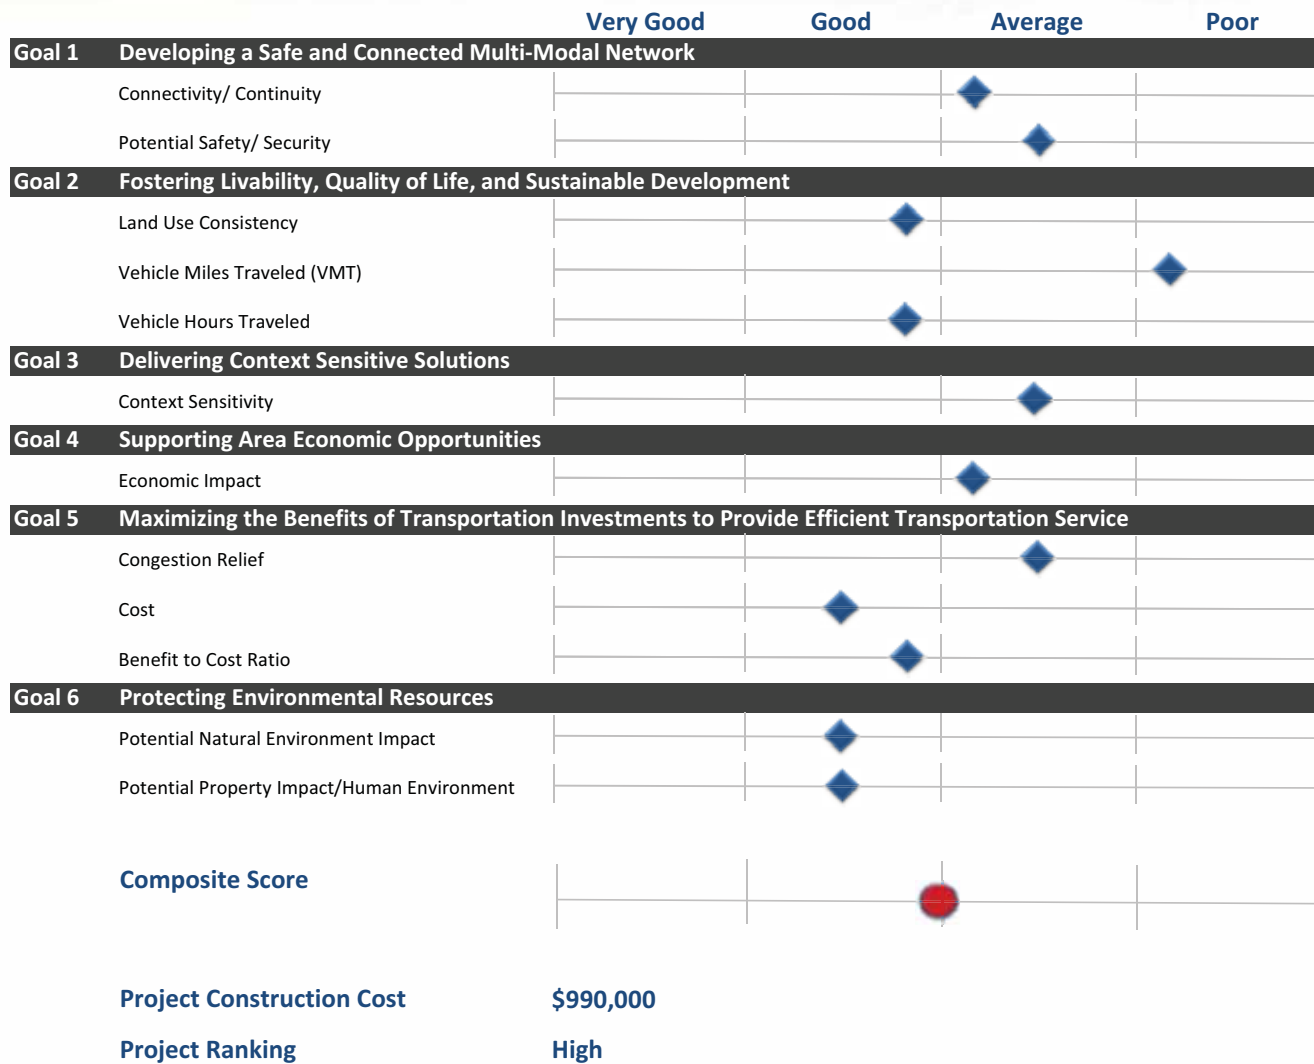 Very Good Good Average Poor
Goal 1 Developing a Safe and Connected Multi-Modal Network
Connectivity/ Continuity
Potential Safety/ Security
Goal 2 Fostering Livability, Quality of Life, and Sustainable Development
Land Use Consistency
Vehicle Miles Traveled (VMT)
Vehicle Hours Traveled
Goal 3 Delivering Context Sensitive Solutions
Context Sensitivity
Goal 4 Supporting Area Economic Opportunities
Economic Impact
Goal 5 Maximizing the Benefits of Transportation Investments to Provide Efficient Transportation Service
Congestion Relief
Cost
Benefit to Cost Ratio
Goal 6 Protecting Environmental Resources
Potential Natural Environment Impact
Potential Property Impact/Human Environment
Composite Score
Project Construction Cost $990,000
Project Ranking High